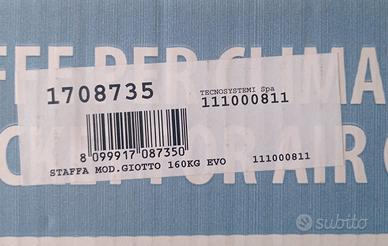 FFE PER CLIMA
1708735
TECNOSYSTEMI Spa
111000811
8 099917 087350
STAFFA MOD.GIOTTO 160KG EVO 111000811
CKET FOR AIR C
subito